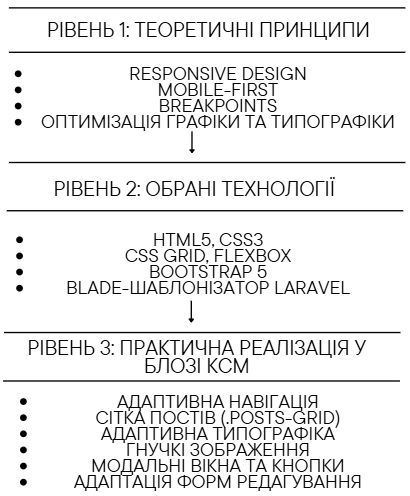 РІВЕНЬ 1: ТЕОРЕТИЧНІ ПРИНЦИПИ
• RESPONSIVE DESIGN
• MOBILE-FIRST
• BREAKPOINTS
• ОПТИМІЗАЦІЯ ГРАФІКИ ТА ТИПОГРАФІКИ
РІВЕНЬ 2: ОБРАНІ ТЕХНОЛОГІЇ
• HTML5, CSS3
• CSS GRID, FLEXBOX
• BOOTSTRAP 5
• BLADE-ШАБЛОНІЗАТОР LARAVEL
РІВЕНЬ 3: ПРАКТИЧНА РЕАЛІЗАЦІЯ У
БЛОЗІ КСМ
• АДАПТИВНА НАВІГАЦІЯ
• СІТКА ПОСТІВ (.POSTS-GRID)
• АДАПТИВНА ТИПОГРАФІКА
• ГНУЧКІ ЗОБРАЖЕННЯ
• МОДАЛЬНІ ВІКНА ТА КНОПКИ
• АДАПТАЦІЯ ФОРМ РЕДАГУВАННЯ